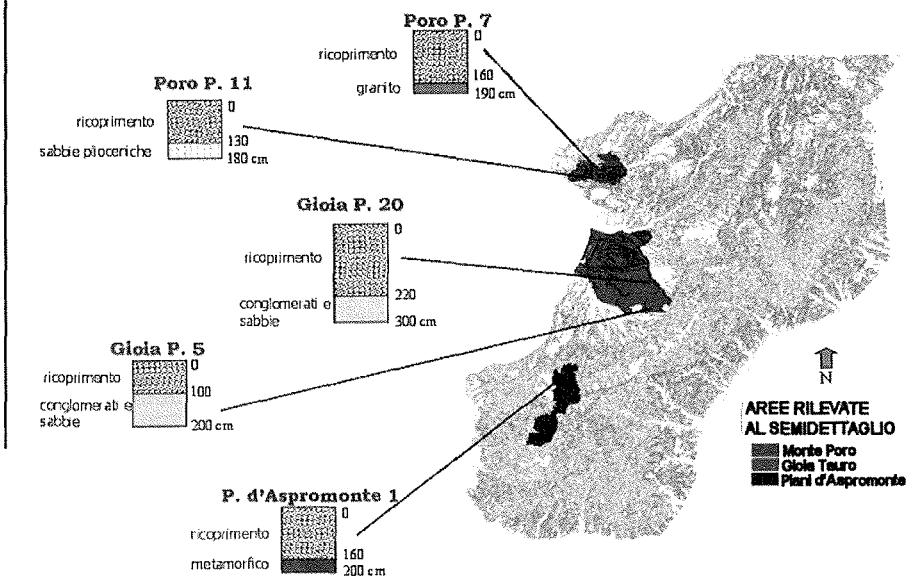 Poro P. 7
ricoprimento
0
160
granito
190 cm
Poro P. 11
ricoprimento
0
130
sabbie plioceniche
180 cm
Gioia P. 20
ricoprimento
0
220
conglomerati e
sabbie
300 cm
Gioia P. 5
ricoprimento
0
100
conglomerati e
sabbie
200 cm
P. d'Aspromonte 1
ricoprimento
0
160
metamorfico
200 cm
N
AREE RILEVATE
AL SEMIDETTAGLIO
Monte Poro
Gioia Tauro
Piani d'Aspromonte